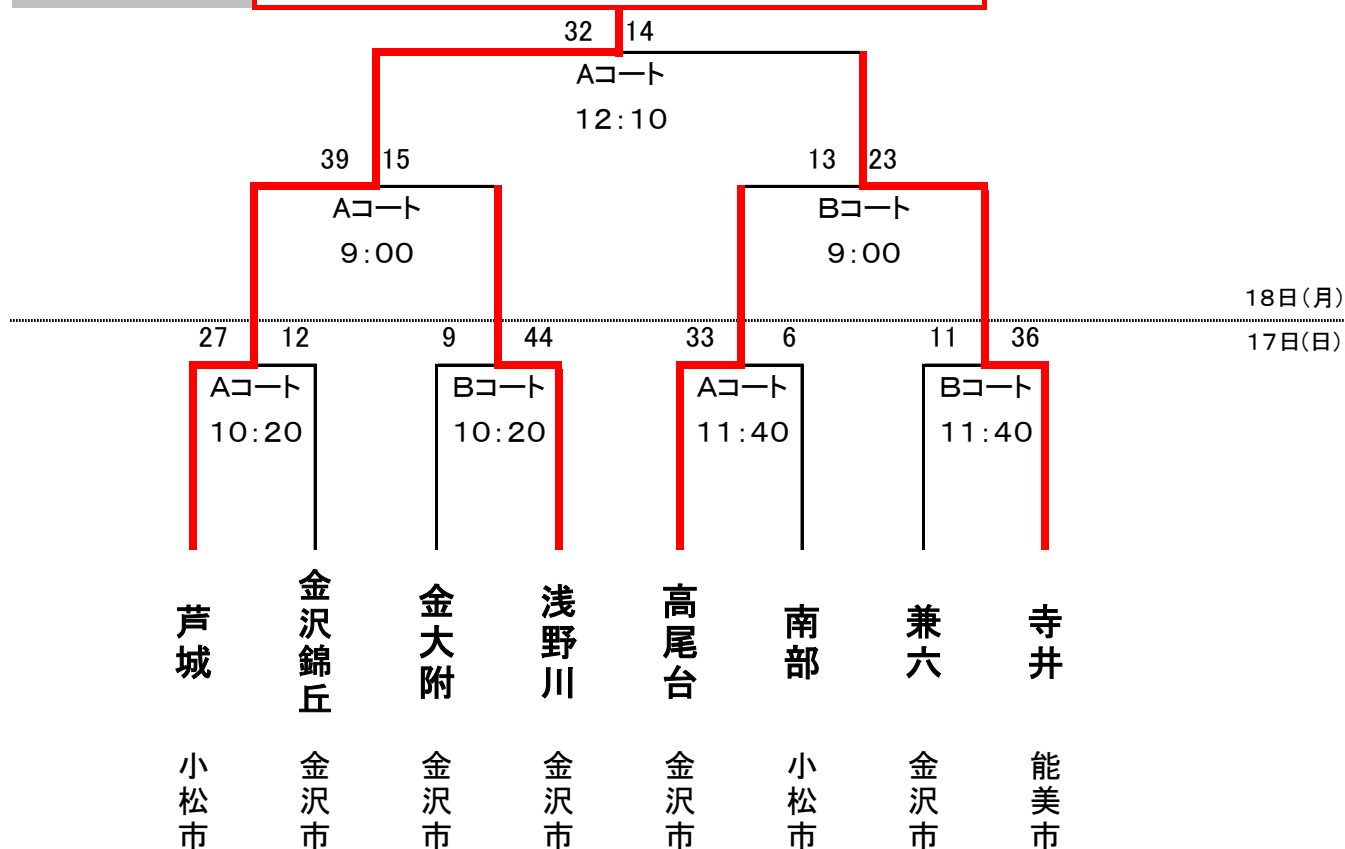 32 14
Aコート
12:10
39 15
13 23
Aコート
Bコート
9:00
9:00
18日(月)
27 12
9 44
33 6
11 36
17日(日)
Aコート
Bコート
Aコート
Bコート
10:20
10:20
11:40
11:40
芦城
金沢錦丘
金大附
浅野川
高尾台
南部
兼六
寺井
小松市
金沢市
金沢市
金沢市
金沢市
小松市
金沢市
能美市